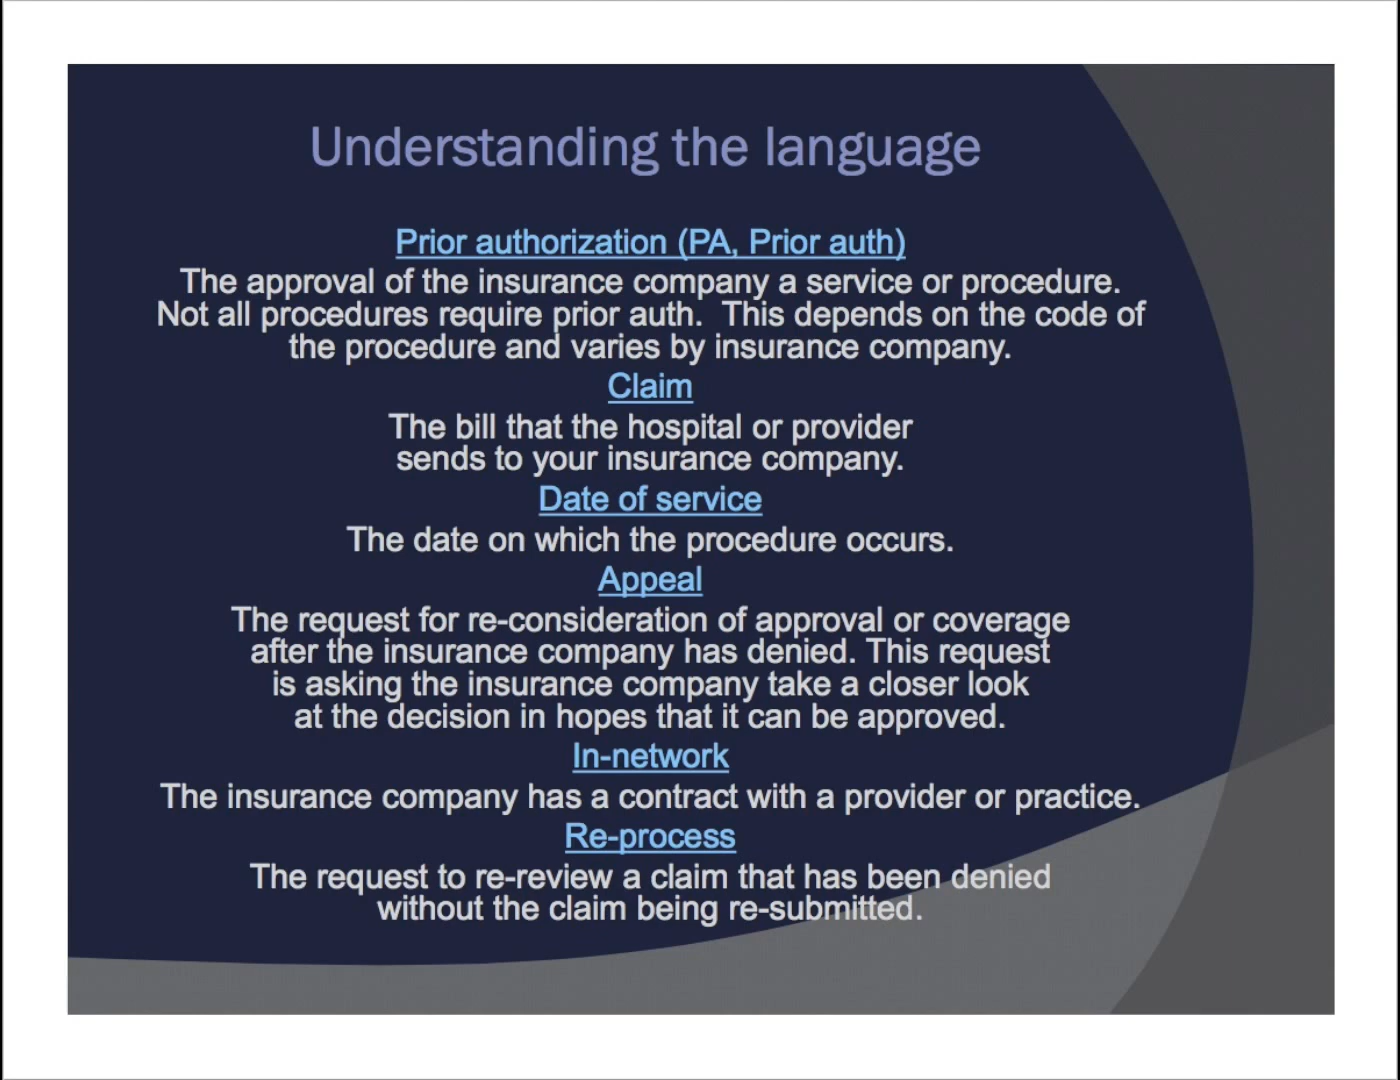 Understanding the language
Prior authorization (PA, Prior auth)
The approval of the insurance company a service or procedure.
Not all procedures require prior auth.  This depends on the code of
the procedure and varies by insurance company.
Claim
The bill that the hospital or provider
sends to your insurance company.
Date of service
The date on which the procedure occurs.
Appeal
The request for re-consideration of approval or coverage
after the insurance company has denied. This request
is asking the insurance company take a closer look
at the decision in hopes that it can be approved.
In-network
The insurance company has a contract with a provider or practice.
Re-process
The request to re-review a claim that has been denied
without the claim being re-submitted.